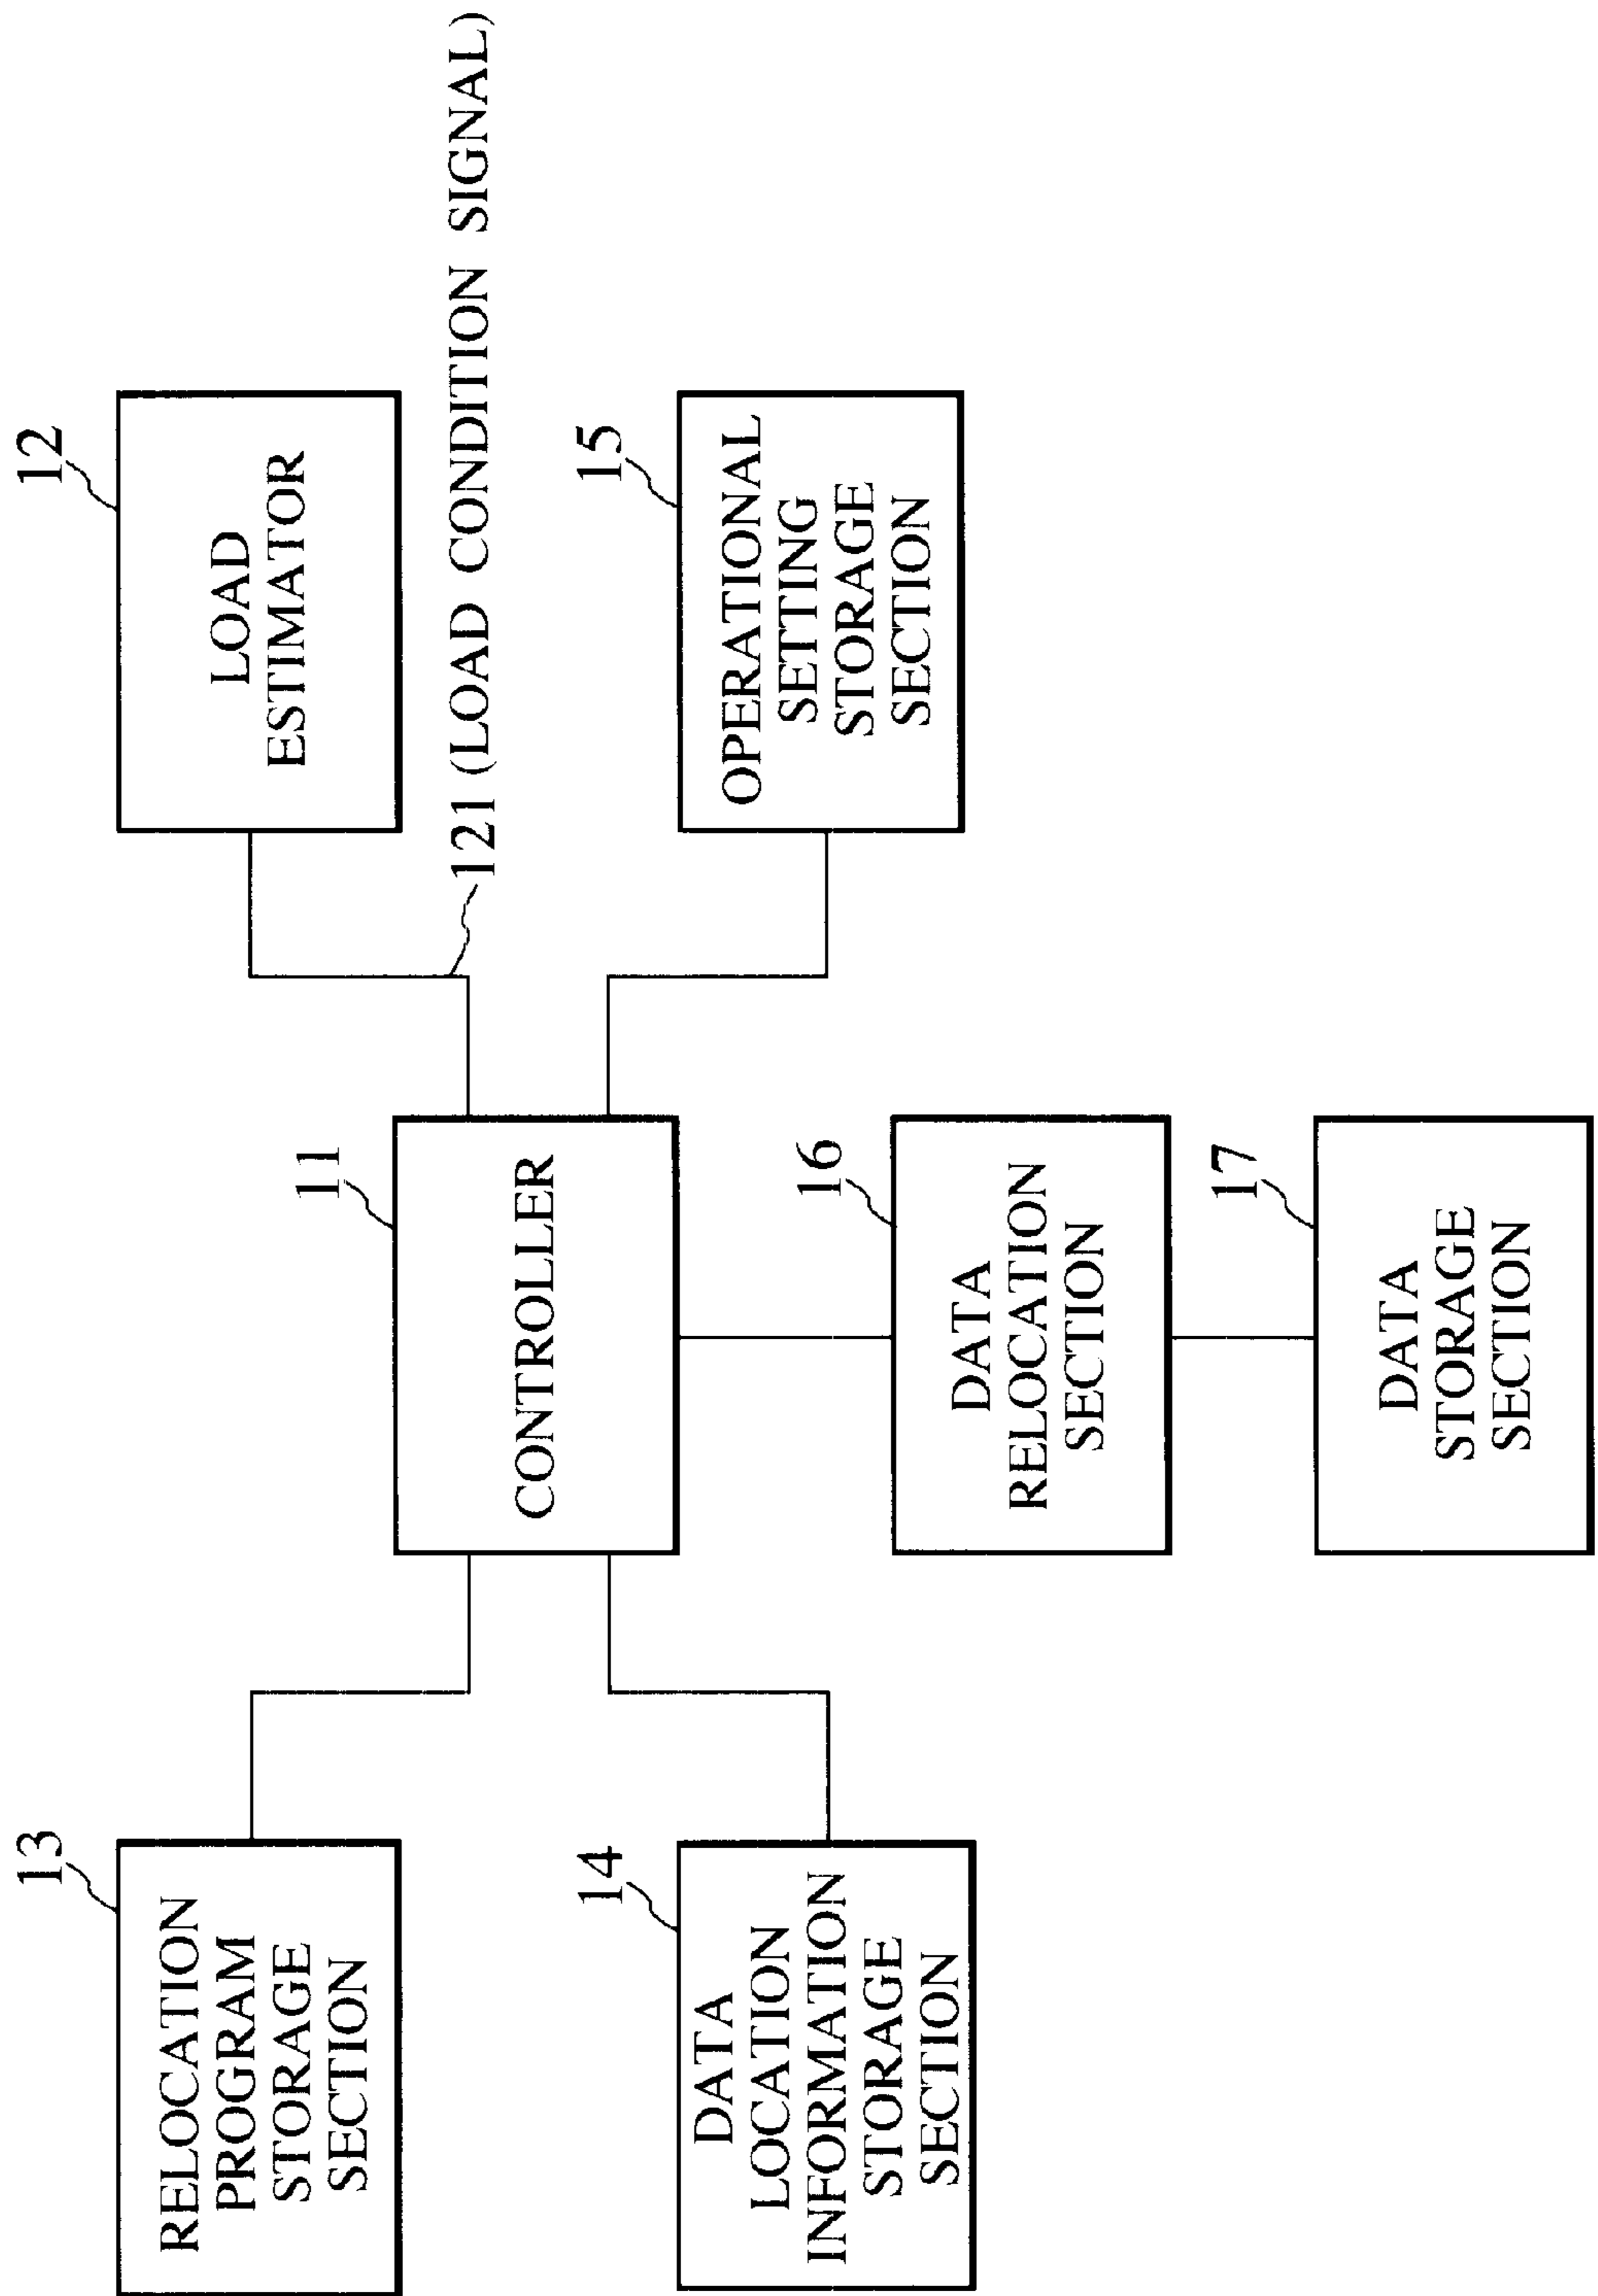 13
RELOCATION
PROGRAM
STORAGE
SECTION
12
LOAD
ESTIMATOR
11
CONTROLLER
121 (LOAD CONDITION SIGNAL)
14
DATA
LOCATION
INFORMATION
STORAGE
SECTION
15
OPERATIONAL
SETTING
STORAGE
SECTION
16
DATA
RELOCATION
SECTION
17
DATA
STORAGE
SECTION